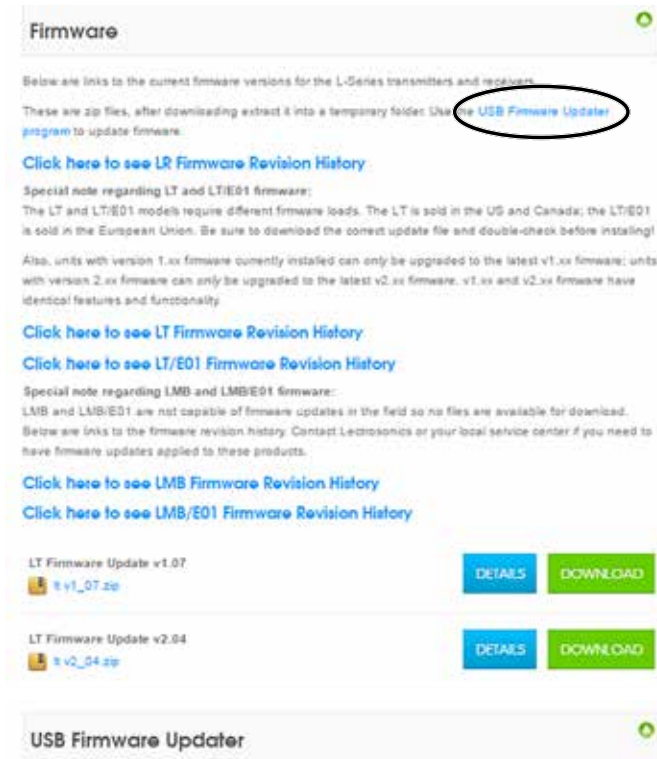 Firmware
Below are links to the current firmware versions for the L-Series transmitters and receivers.
These are zip files, after downloading extract it into a temporary folder. Use the USB Firmware Updater
program to update firmware.
Click here to see LR Firmware Revision History
Special note regarding LT and LT/E01 firmware:
The LT and LT/E01 models require different firmware loads. The LT is sold in the US and Canada; the LT/E01
is sold in the European Union. Be sure to download the correct update file and double-check before instaling!
Also, units with version 1.xx firmware currently installed can only be upgraded to the latest v1.xx firmware; units
with version 2.xx firmware can only be upgraded to the latest v2.xx firmware. v1.xx and v2.xx firmware have
identical features and functionality.
Click here to see LT Firmware Revision History
Click here to see LT/E01 Firmware Revision History
Special note regarding LMB and LMB/E01 firmware:
LMB and LMB/E01 are not capable of firmware updates in the field so no files are available for download.
Below are links to the firmware revision history. Contact Lectrosonics or your local service center if you need to
have firmware updates applied to these products.
Click here to see LMB Firmware Revision History
Click here to see LMB/E01 Firmware Revision History
LT Firmware Update v1.07
lt v1_07.zip
DETAILS
DOWNLOAD
LT Firmware Update v2.04
lt v2_04.zip
DETAILS
DOWNLOAD
USB Firmware Updater